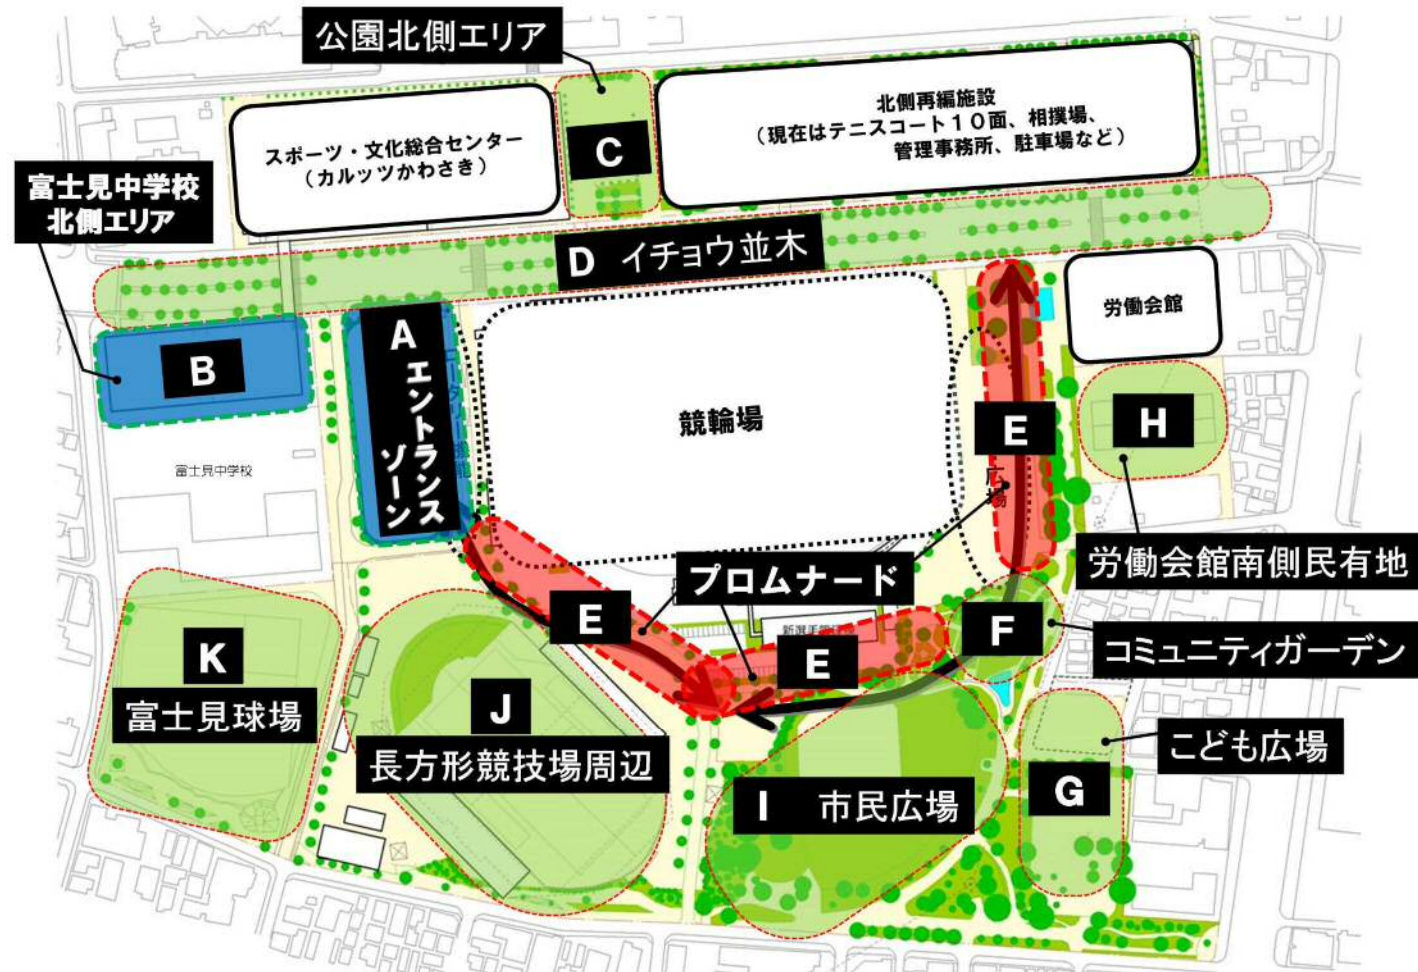 公園北側エリア
北側再編施設
(現在はテニスコート10面、相撲場、
管理事務所、駐車場など)
スポーツ・文化総合センター
(カルッツかわさき)
C
富士見中学校
北側エリア
D イチョウ並木
労働会館
A エントランス
ゾーン
B
競輪場
E
H
広場
富士見中学校
プロムナード
労働会館南側民有地
E
E
F
コミュニティガーデン
K
富士見球場
J
長方形競技場周辺
こども広場
G
I 市民広場